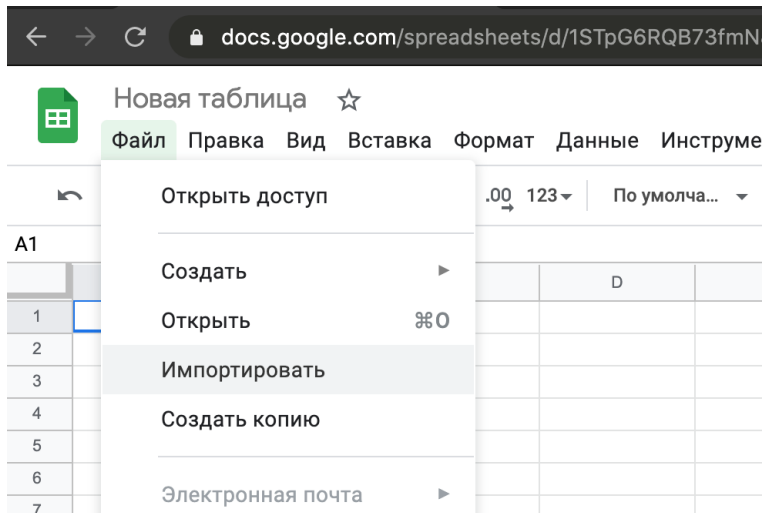 docs.google.com/spreadsheets/d/1STpG6RQB73fmN
Новая таблица
Файл Правка Вид Вставка Формат Данные Инструме
.00 123 По умолча...
A1
Открыть доступ
Создать
Открыть ⌘O
Импортировать
Создать копию
Электронная почта
D
1
2
3
4
5
6
7